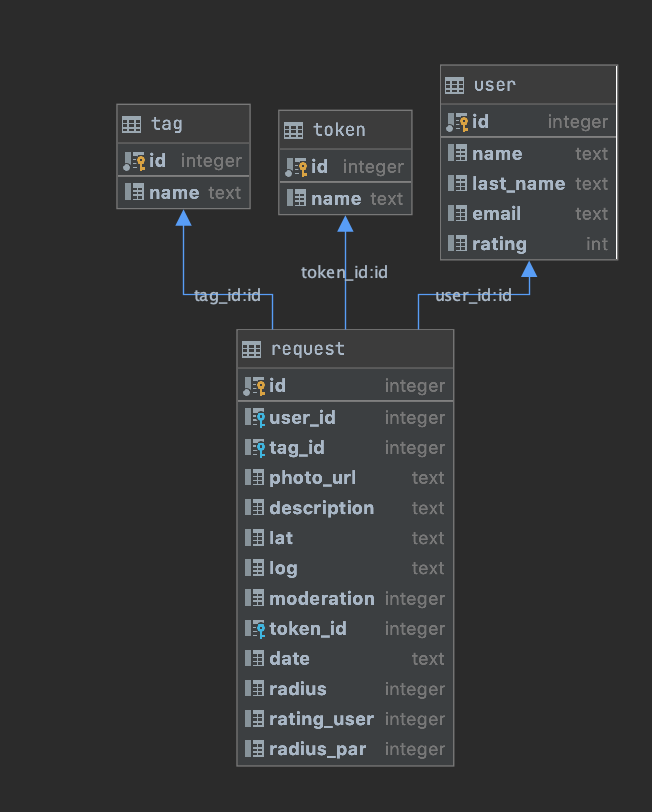 tag
id integer
name text
token
id integer
name text
user
id integer
name text
last_name text
email text
rating int
tag_id:id
token_id:id
user_id:id
request
id integer
user_id integer
tag_id integer
photo_url text
description text
lat text
log text
moderation integer
token_id integer
date text
radius integer
rating_user integer
radius_par integer